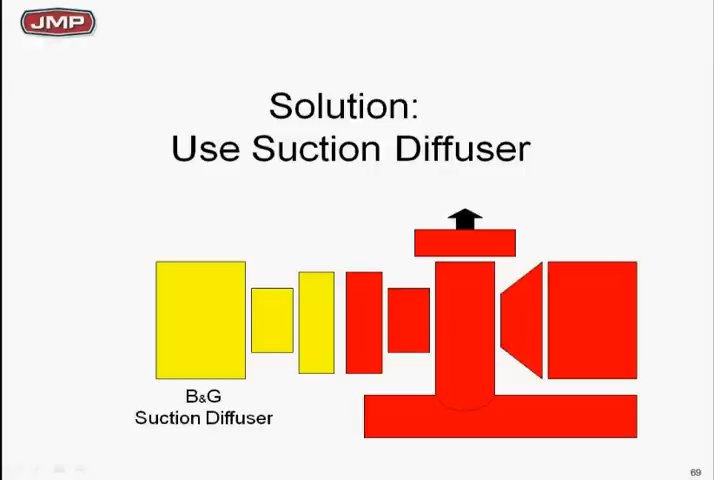 JMP
Solution:
Use Suction Diffuser
B&G
Suction Diffuser
69